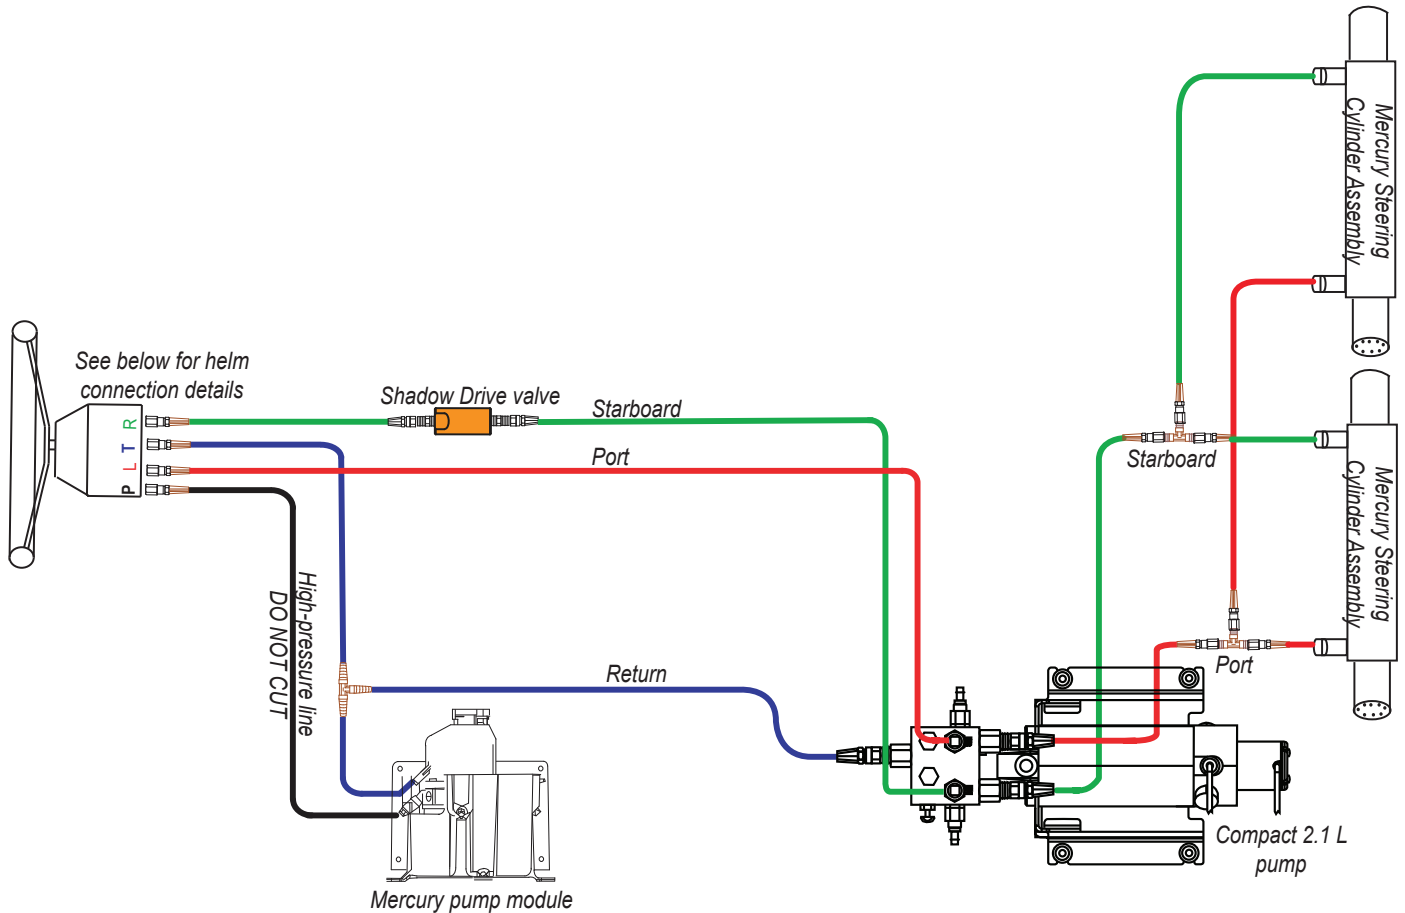 Mercury Steering
Cylinder Assembly
See below for helm
connection details
Shadow Drive valve
Starboard
R
T
L
P
Port
Starboard
Mercury Steering
Cylinder Assembly
High-pressure line
DO NOT CUT
Return
Port
Compact 2.1 L
pump
Mercury pump module